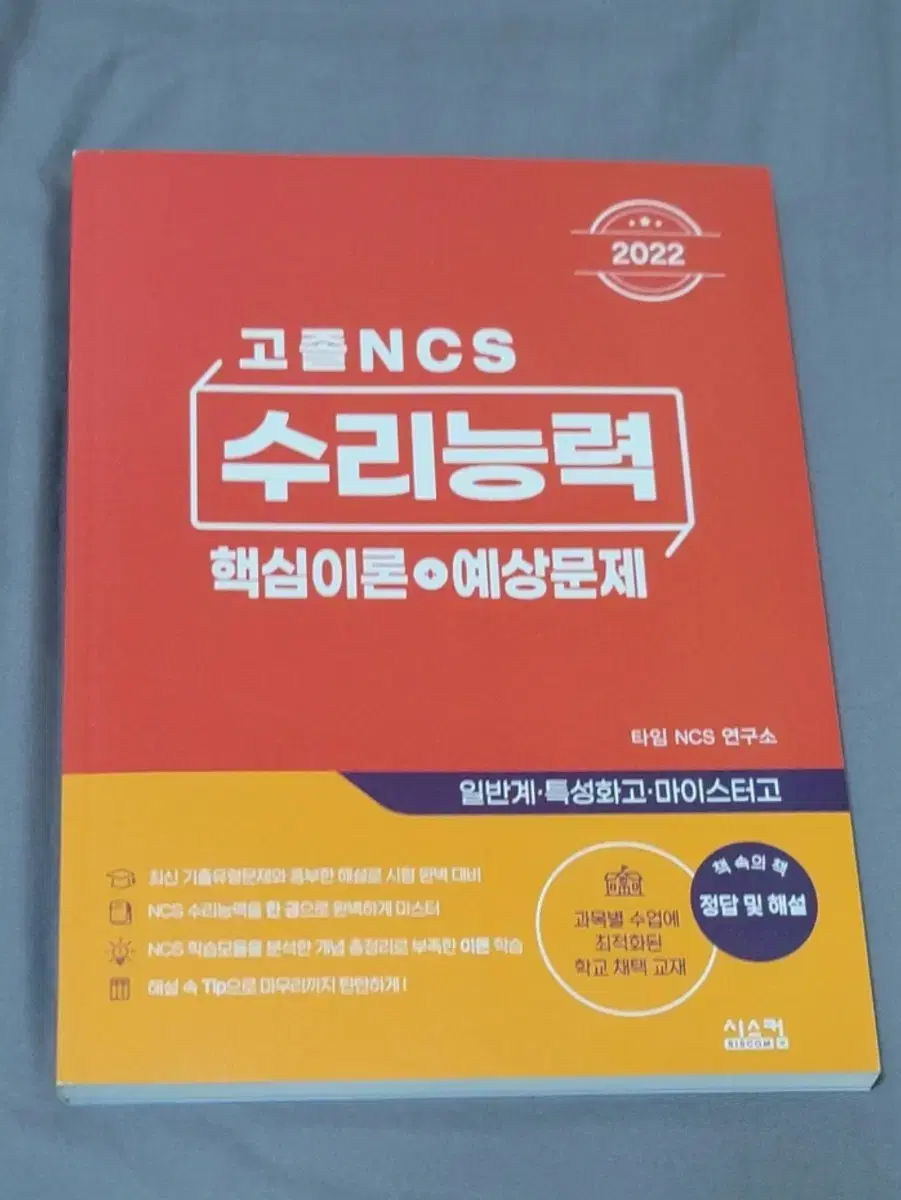 2022
고졸NCS
수리능력
핵심이론+예상문제
타임 NCS 연구소
일반계·특성화고·마이스터고
최신 기출유형문제와 풍부한 해설로 시험 완벽 대비
NCS 수리능력을 한 권으로 완벽하게 마스터
NCS 학습모듈을 분석한 개념 총정리로 부족한 이론 학습
해설 속 Tip으로 마무리까지 탄탄하게!
과목별 수업에
최적화된
학교 채택 교재
책 속의 책
정답 및 해설
시스컴
SISCOM